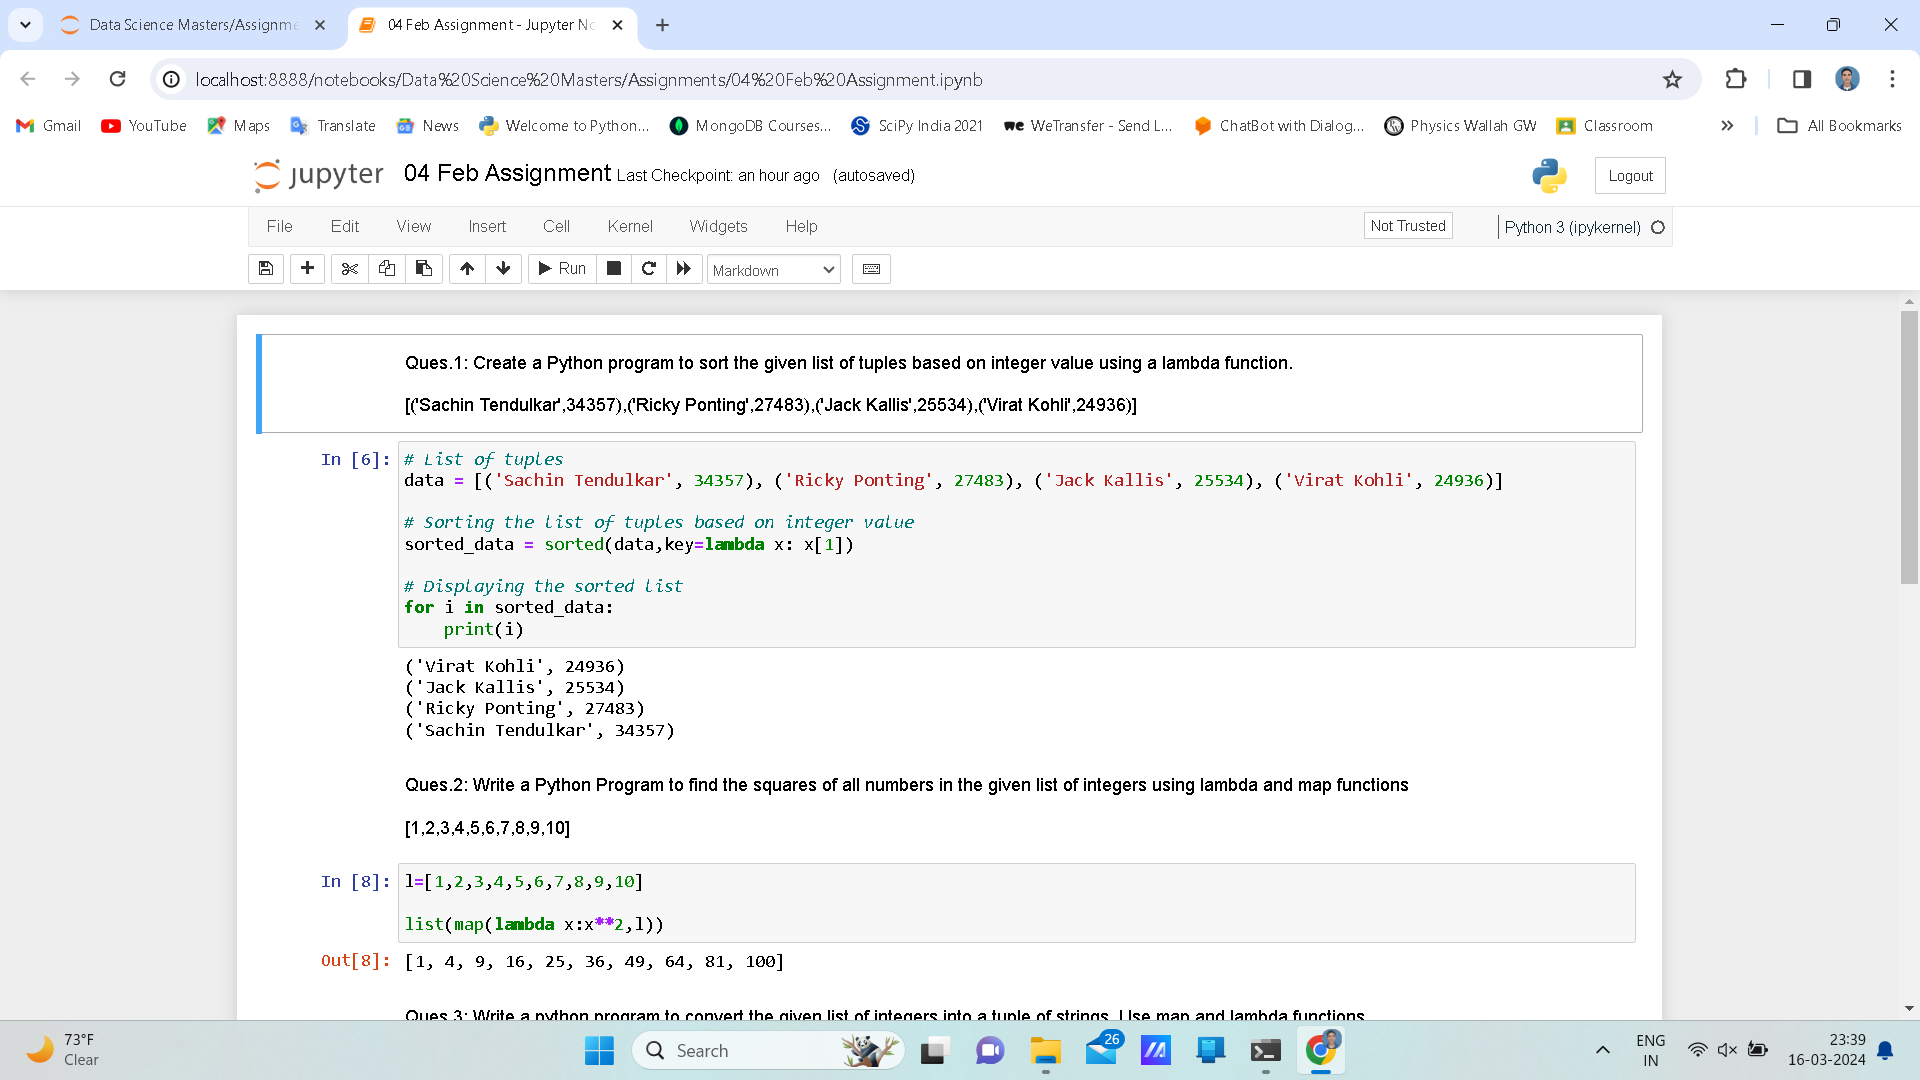 Data Science Masters/Assignme
04 Feb Assignment - Jupyter No
localhost:8888/notebooks/Data%20Science%20Masters/Assignments/04%20Feb%20Assignment.ipynb
Gmail YouTube Maps Translate News Welcome to Python... MongoDB Courses... SciPy India 2021 WeTransfer - Send L... ChatBot with Dialog... Physics Wallah GW Classroom » All Bookmarks
jupyter 04 Feb Assignment Last Checkpoint: an hour ago (autosaved) Logout
File Edit View Insert Cell Kernel Widgets Help Not Trusted Python 3 (ipykernel)
Run Markdown
Ques.1: Create a Python program to sort the given list of tuples based on integer value using a lambda function.
[('Sachin Tendulkar',34357),('Ricky Ponting',27483),('Jack Kallis',25534),('Virat Kohli',24936)]
In [6]: # List of tuples
data = [('Sachin Tendulkar', 34357), ('Ricky Ponting', 27483), ('Jack Kallis', 25534), ('Virat Kohli', 24936)]
# Sorting the list of tuples based on integer value
sorted_data = sorted(data,key=lambda x: x[1])
# Displaying the sorted list
for i in sorted_data:
    print(i)
('Virat Kohli', 24936)
('Jack Kallis', 25534)
('Ricky Ponting', 27483)
('Sachin Tendulkar', 34357)
Ques.2: Write a Python Program to find the squares of all numbers in the given list of integers using lambda and map functions
[1,2,3,4,5,6,7,8,9,10]
In [8]: l=[1,2,3,4,5,6,7,8,9,10]
list(map(lambda x:x**2,l))
Out[8]: [1, 4, 9, 16, 25, 36, 49, 64, 81, 100]
Ques.3: Write a python program to convert the given list of integers into a tuple of strings. Use map and lambda functions
73°F
Clear
Search
26
ENG
IN
23:39
16-03-2024